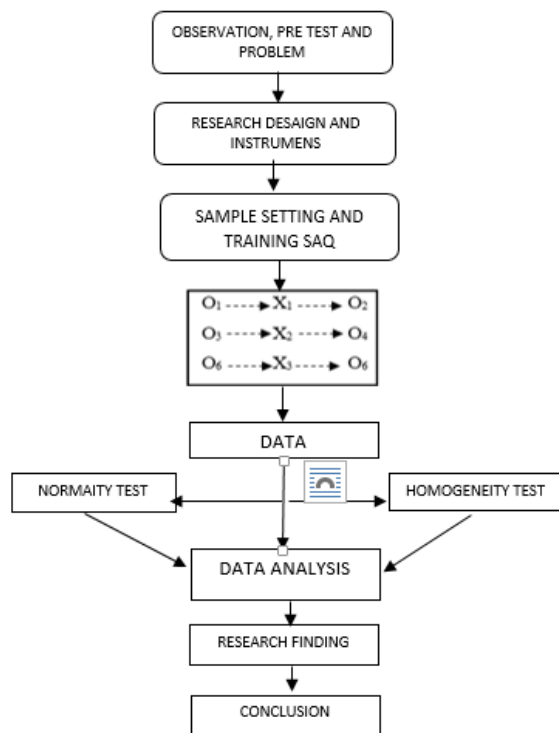 OBSERVATION, PRE TEST AND
PROBLEM
RESEARCH DESAIGN AND
INSTRUMENS
SAMPLE SETTING AND
TRAINING SAQ
O₁ X₁ O₂
O₃ X₂ O₄
O₆ X₃ O₆
DATA
NORMAITY TEST
HOMOGENEITY TEST
DATA ANALYSIS
RESEARCH FINDING
CONCLUSION